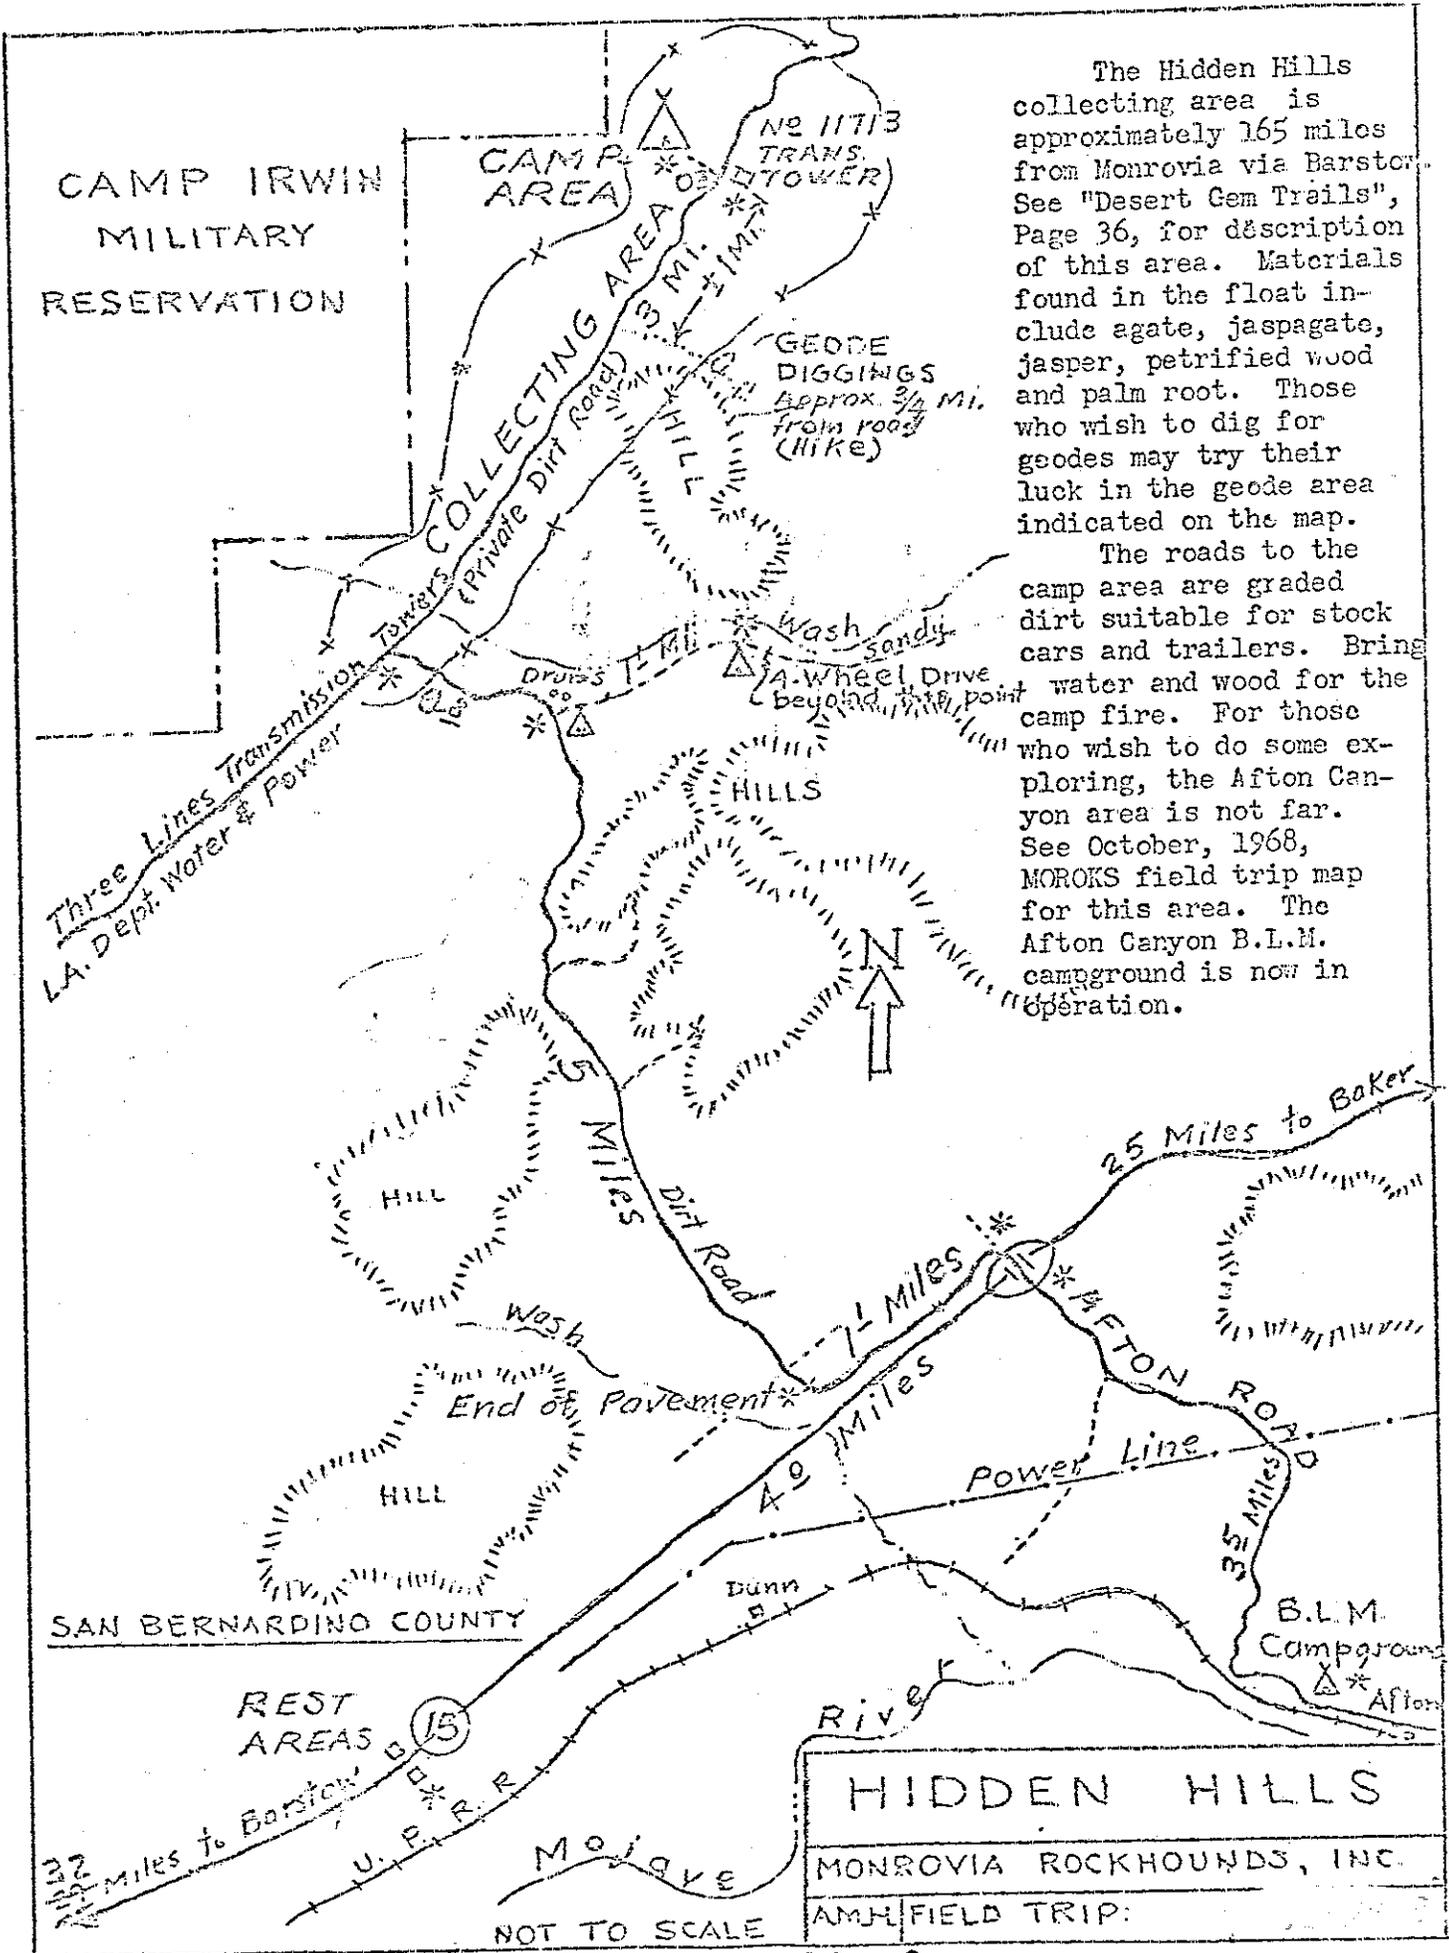 The Hidden Hills
collecting area is
approximately 165 miles
from Monrovia via Barstow.
See "Desert Gem Trails",
Page 36, for description
of this area. Materials
found in the float in-
clude agate, jaspagate,
jasper, petrified wood
and palm root. Those
who wish to dig for
geodes may try their
luck in the geode area
indicated on the map.
The roads to the
camp area are graded
dirt suitable for stock
cars and trailers. Bring
water and wood for the
camp fire. For those
who wish to do some ex-
ploring, the Afton Can-
yon area is not far.
See October, 1968,
MOROKS field trip map
for this area. The
Afton Canyon B.L.M.
campground is now in
operation.
CAMP IRWIN
MILITARY
RESERVATION
CAMP
AREA
No 11713
TRANS.
TOWER
COLLECTING AREA
3 MI.
± 1 Mi.
(Private Dirt Road)
GEODE
DIGGINGS
Approx. 3/4 Mi.
from road
(Hike)
HILL
Wash
Sandy
4-Wheel Drive
beyond this point
Drums
1¹ MI.
Three Lines Transmission Towers
L.A. Dept. Water & Power
HILLS
N
5 Miles
Dirt Road
HILL
Wash
End of Pavement
HILL
7¹ Miles
25 Miles to Baker
AFTON ROAD
4⁰ Miles
Power Line
3⁵ Miles
Dunn
B.L.M.
Campground
Afton
SAN BERNARDINO COUNTY
REST
AREAS
15
32
Miles to Barstow
U.P.R.R
Mojave River
NOT TO SCALE
HIDDEN HILLS
MONROVIA ROCKHOUNDS, INC.
A.M.H. FIELD TRIP: